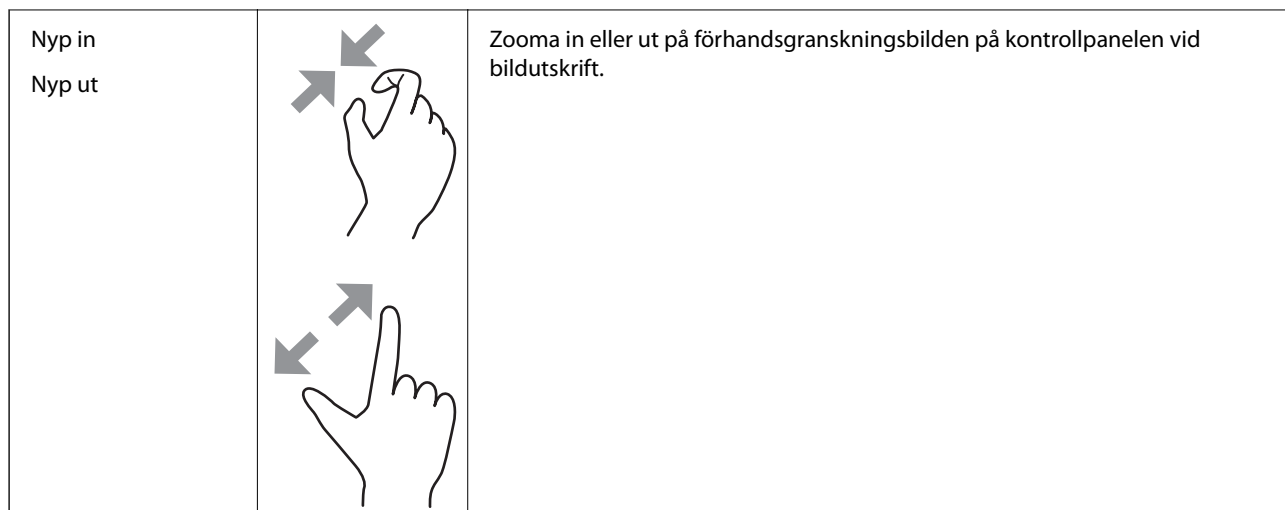 Nyp in
Nyp ut
Zooma in eller ut på förhandsgranskningsbilden på kontrollpanelen vid
bildutskrift.